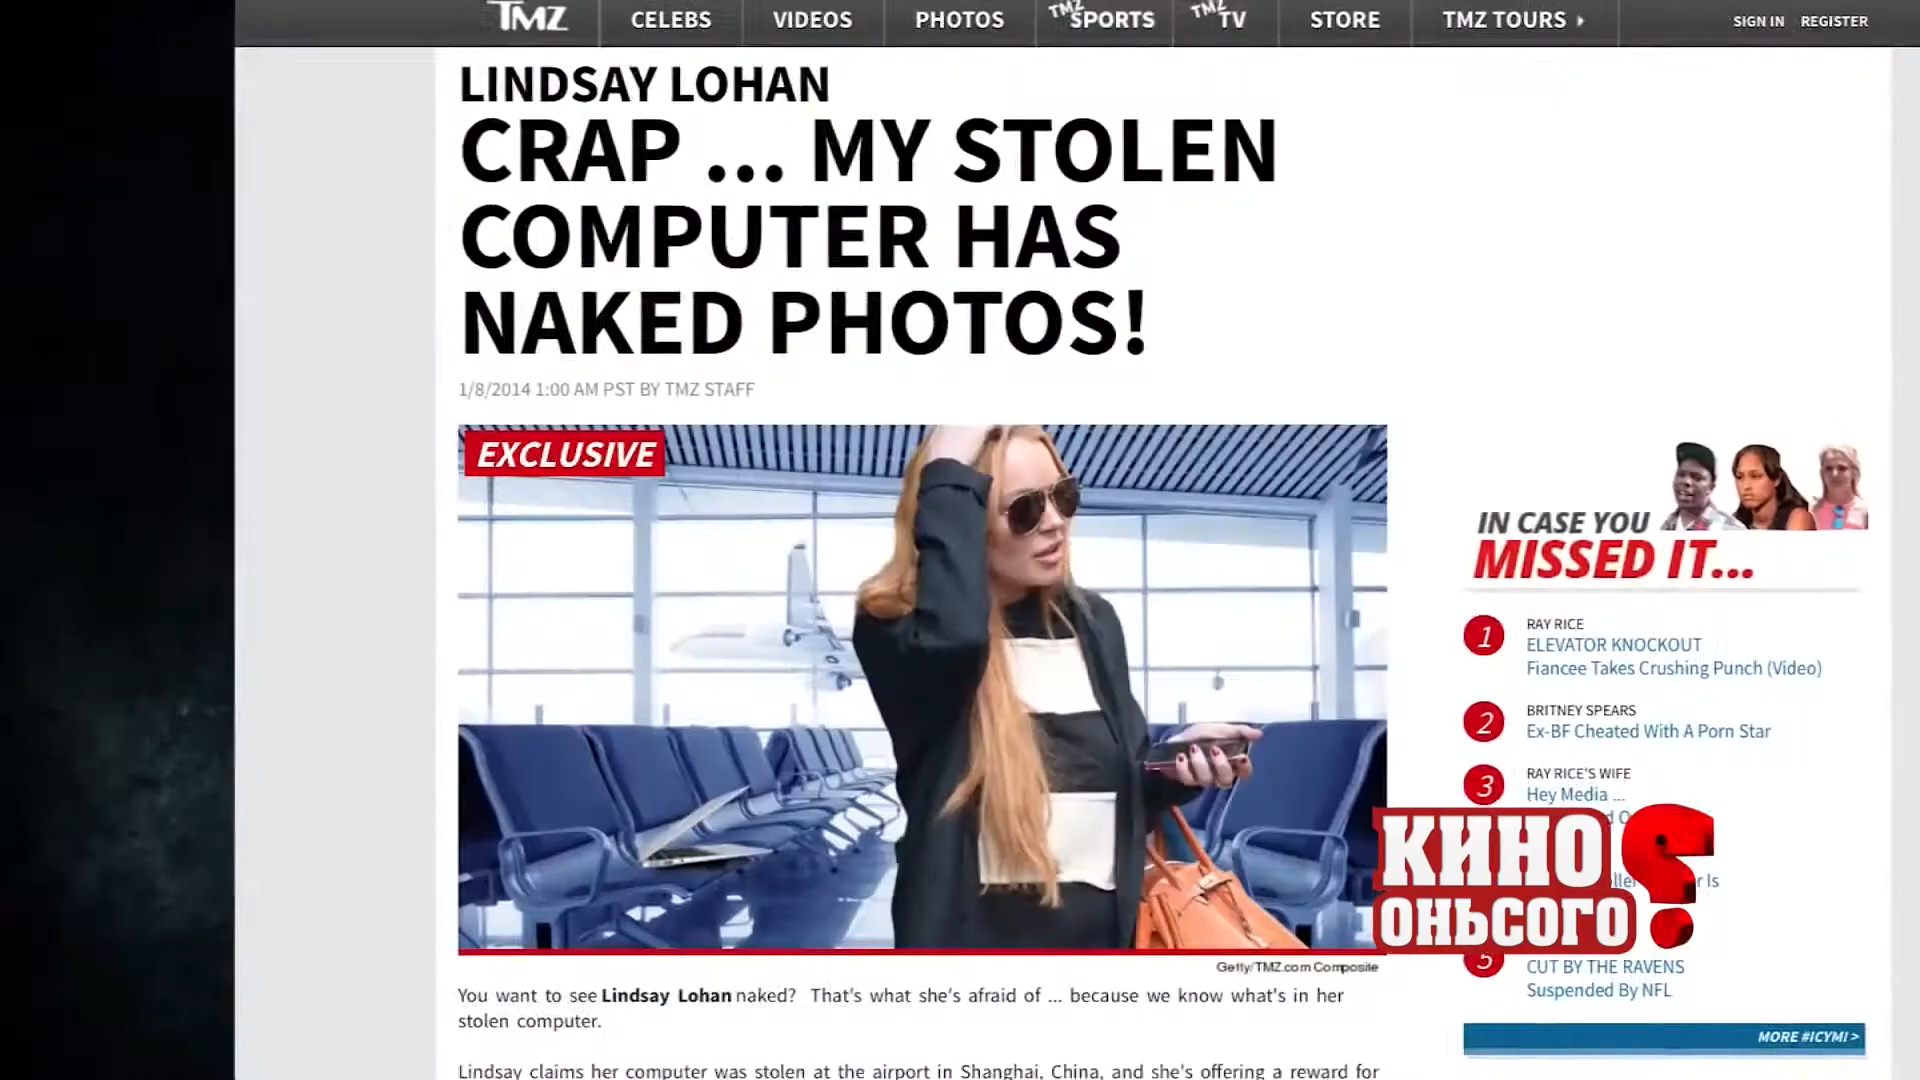 TMZ
CELEBS
VIDEOS
PHOTOS
TMZ SPORTS
TMZ TV
STORE
TMZ TOURS
SIGN IN
REGISTER
LINDSAY LOHAN
CRAP ... MY STOLEN
COMPUTER HAS
NAKED PHOTOS!
1/8/2014 1:00 AM PST BY TMZ STAFF
EXCLUSIVE
Getty/TMZ.com Composite
You want to see Lindsay Lohan naked? That's what she's afraid of ... because we know what's in her
stolen computer.
Lindsay claims her computer was stolen at the airport in Shanghai, China, and she's offering a reward for
IN CASE YOU
MISSED IT...
1
RAY RICE
ELEVATOR KNOCKOUT
Fiancee Takes Crushing Punch (Video)
2
BRITNEY SPEARS
Ex-BF Cheated With A Porn Star
3
RAY RICE'S WIFE
Hey Media ...
Is
КИНО
ОНЬСОГО?
5
CUT BY THE RAVENS
Suspended By NFL
MORE #ICYMI >